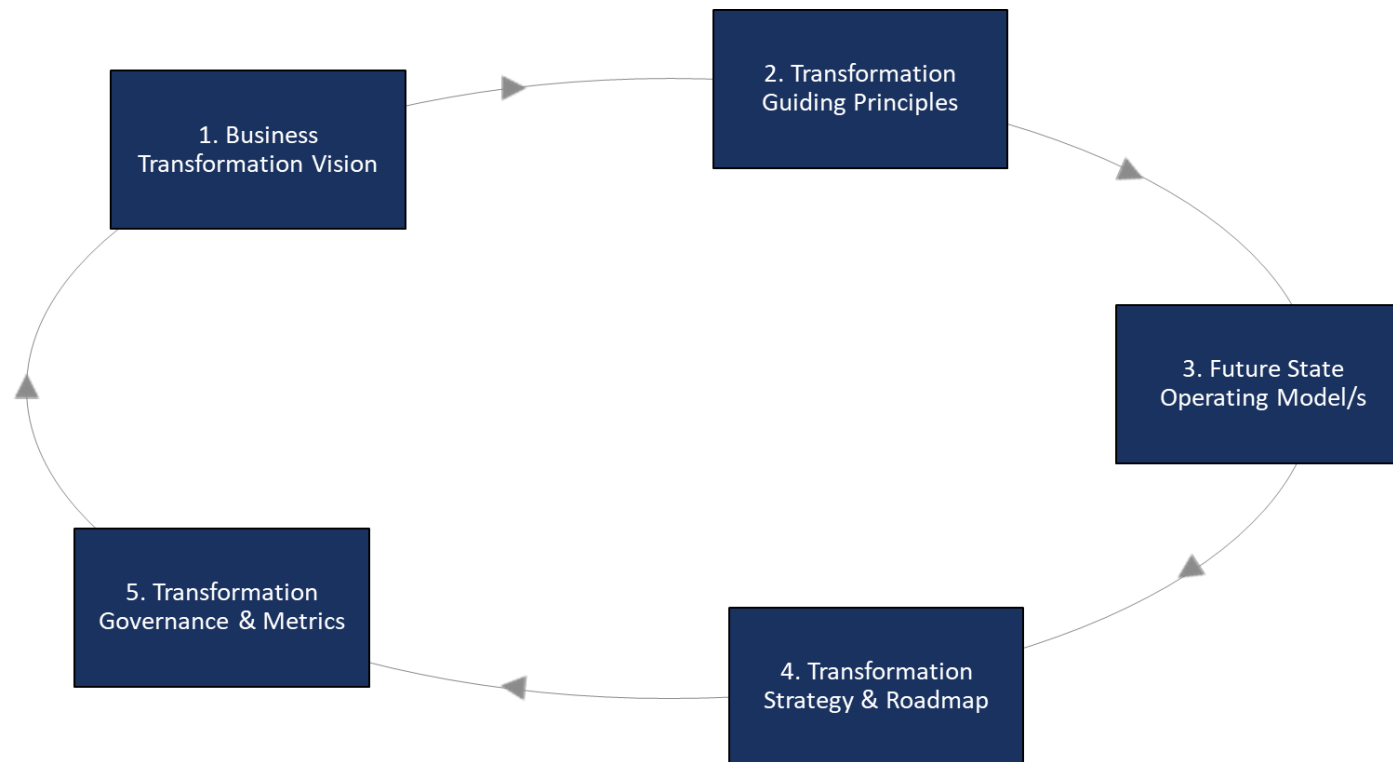 1. Business
Transformation Vision
2. Transformation
Guiding Principles
3. Future State
Operating Model/s
4. Transformation
Strategy & Roadmap
5. Transformation
Governance & Metrics